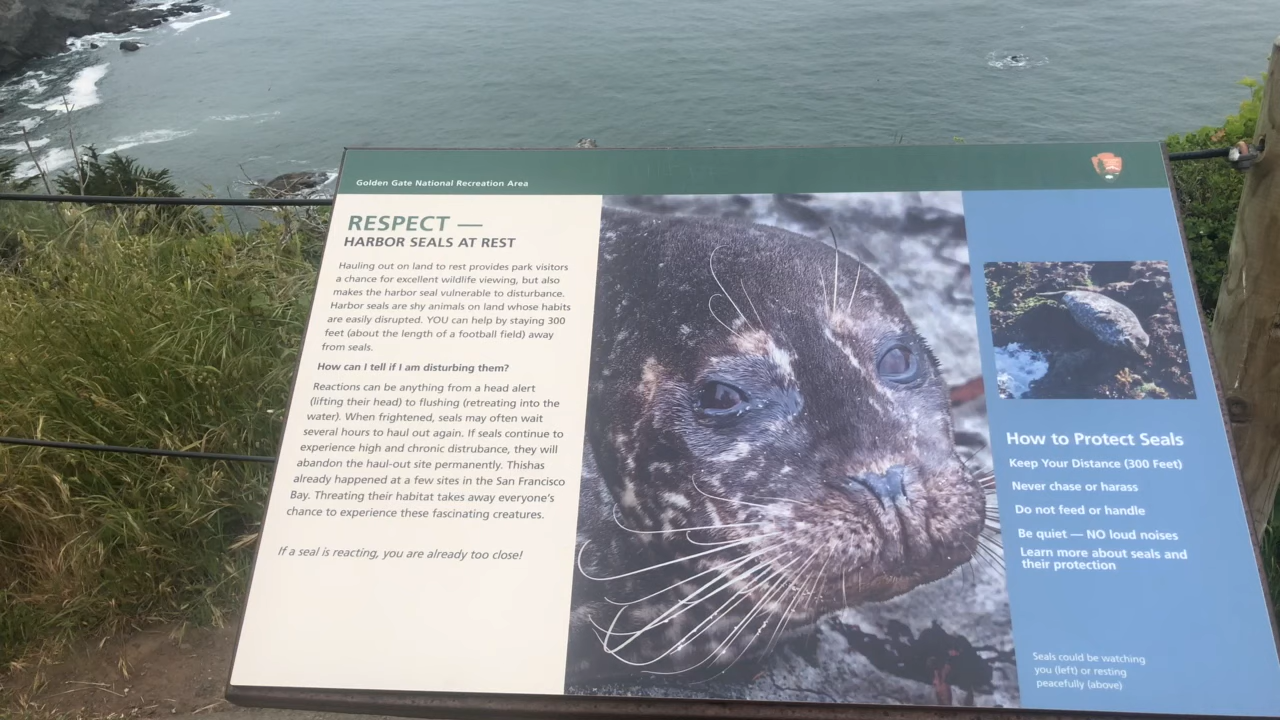 Golden Gate National Recreation Area
RESPECT —
HARBOR SEALS AT REST
Hauling out on land to rest provides park visitors
a chance for excellent wildlife viewing, but also
makes the harbor seal vulnerable to disturbance.
Harbor seals are shy animals on land whose habits
are easily disrupted. YOU can help by staying 300
feet (about the length of a football field) away
from seals.
How can I tell if I am disturbing them?
Reactions can be anything from a head alert
(lifting their head) to flushing (retreating into the
water). When frightened, seals may often wait
several hours to haul out again. If seals continue to
experience high and chronic distrubance, they will
abandon the haul-out site permanently. Thishas
already happened at a few sites in the San Francisco
Bay. Threating their habitat takes away everyone's
chance to experience these fascinating creatures.
If a seal is reacting, you are already too close!
How to Protect Seals
Keep Your Distance (300 Feet)
Never chase or harass
Do not feed or handle
Be quiet — NO loud noises
Learn more about seals and
their protection
Seals could be watching
you (left) or resting
peacefully (above)